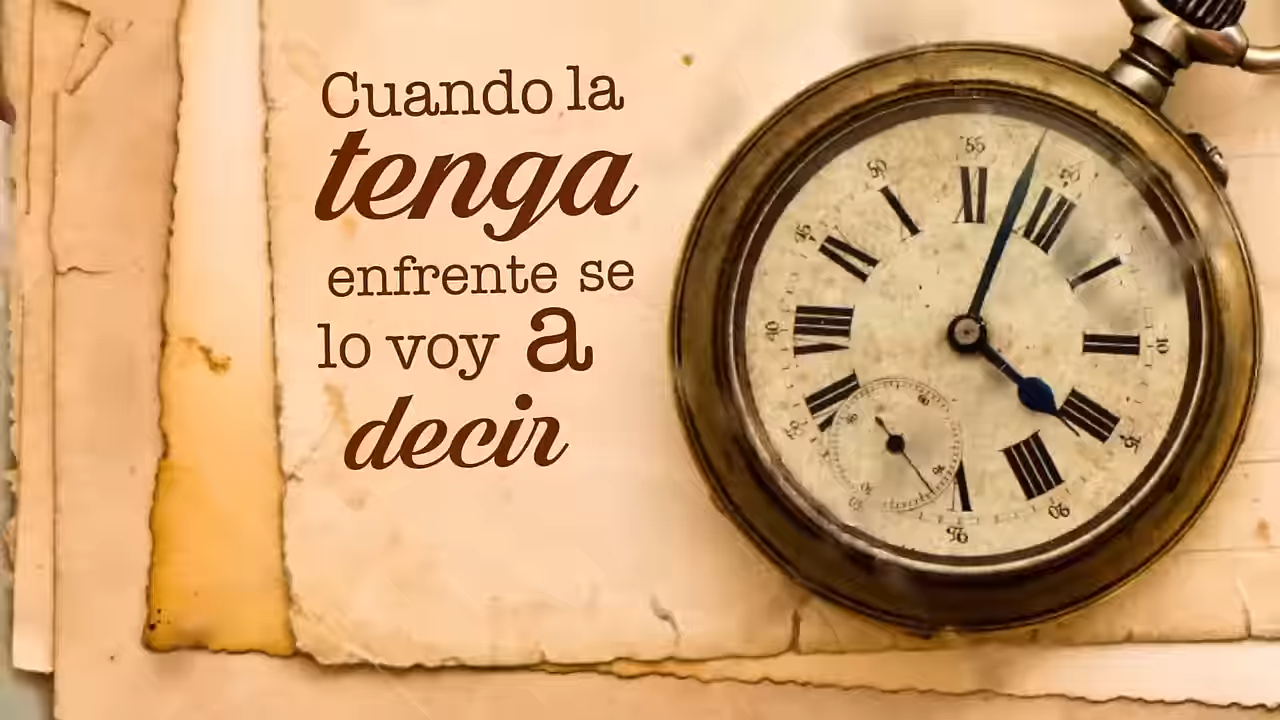 Cuando la
tenga
enfrente se
lo voy a
decir